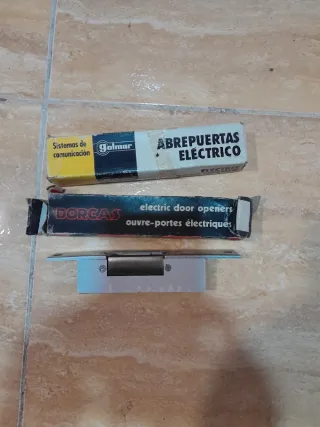 Sistemas de
comunicación
golmar
ABREPUERTAS
ELÉCTRICO
DORCAS
electric door openers
ouvre-portes électriques